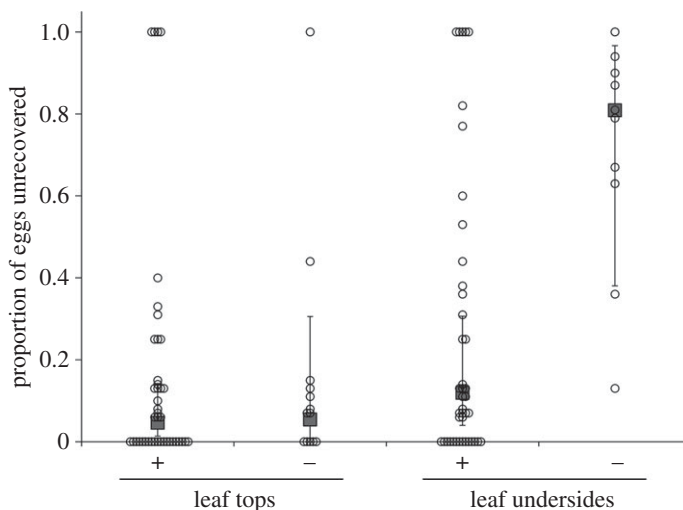 proportion of eggs unrecovered
1.0
0.8
0.6
0.4
0.2
0
+ – + –
leaf tops leaf undersides